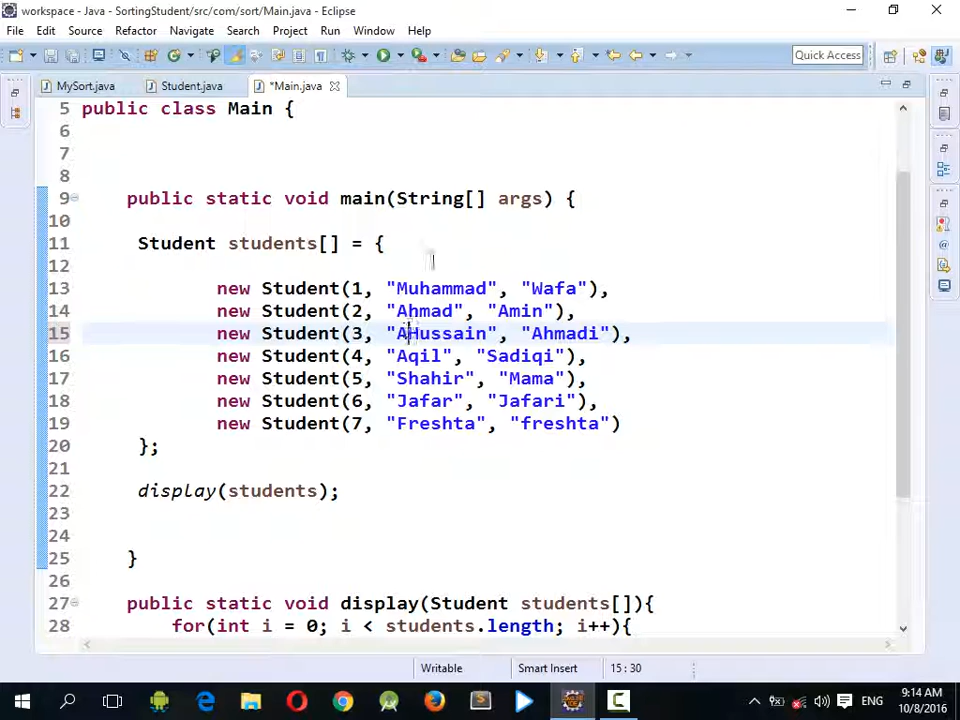 workspace - Java - SortingStudent/src/com/sort/Main.java - Eclipse
File Edit Source Refactor Navigate Search Project Run Window Help
Quick Access
MySort.java Student.java *Main.java
5 public class Main {
6
7
8
9 public static void main(String[] args) {
10
11 Student students[] = {
12
13 new Student(1, "Muhammad", "Wafa"),
14 new Student(2, "Ahmad", "Amin"),
15 new Student(3, "AHussain", "Ahmadi"),
16 new Student(4, "Aqil", "Sadiqi"),
17 new Student(5, "Shahir", "Mama"),
18 new Student(6, "Jafar", "Jafari"),
19 new Student(7, "Freshta", "freshta")
20 };
21
22 display(students);
23
24
25 }
26
27 public static void display(Student students[]){
28 for(int i = 0; i < students.length; i++){
Writable Smart Insert 15 : 30
ENG 9:14 AM
10/8/2016